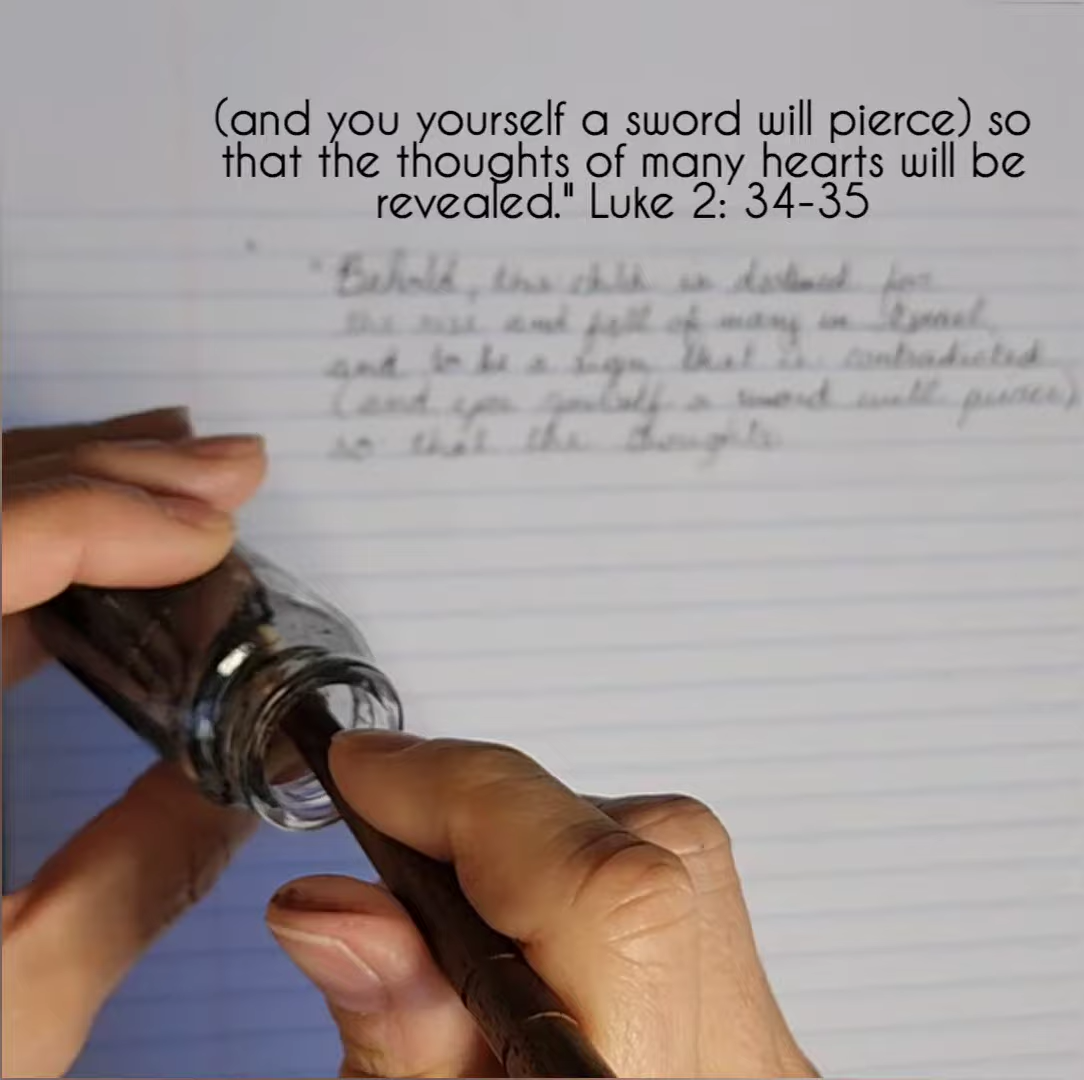 (and you yourself a sword will pierce) so
that the thoughts of many hearts will be
revealed." Luke 2: 34-35
"Behold, this child is destined for
the rise and fall of many in Israel,
and to be a sign that is contradicted
(and you yourself a sword will pierce)
so that the thoughts